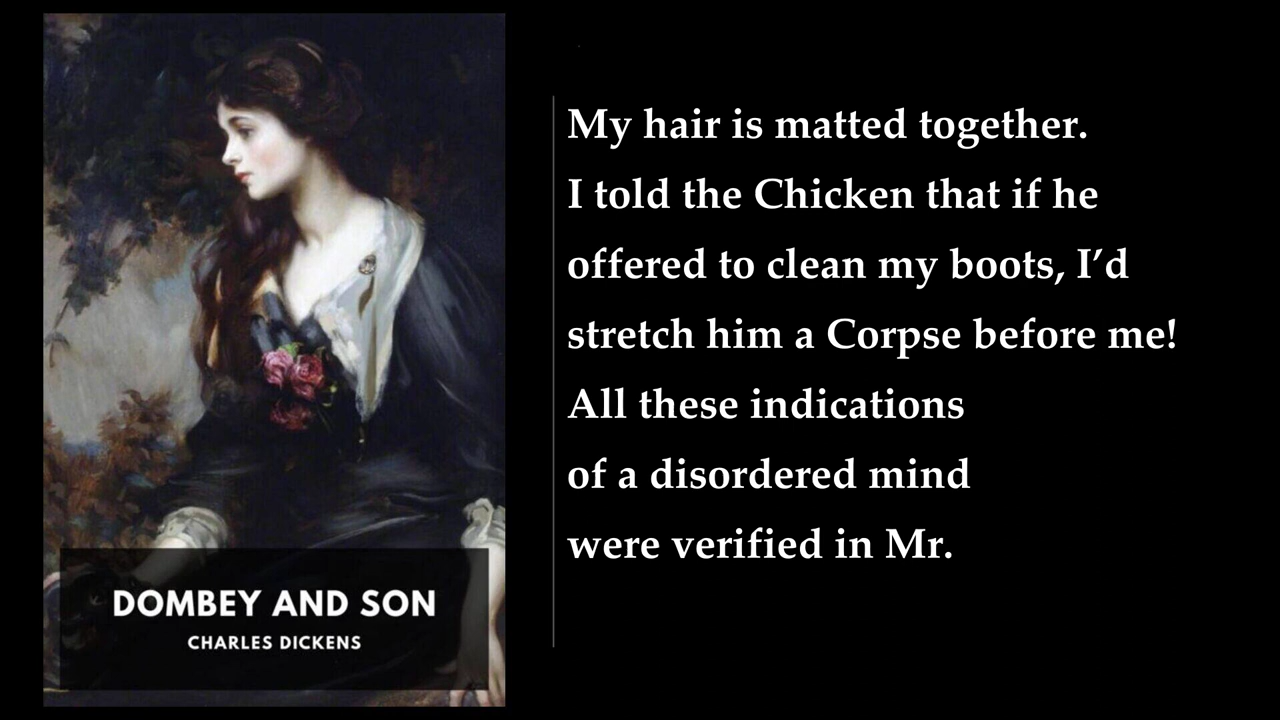 My hair is matted together.
I told the Chicken that if he
offered to clean my boots, I’d
stretch him a Corpse before me!
All these indications
of a disordered mind
were verified in Mr.
DOMBEY AND SON
CHARLES DICKENS